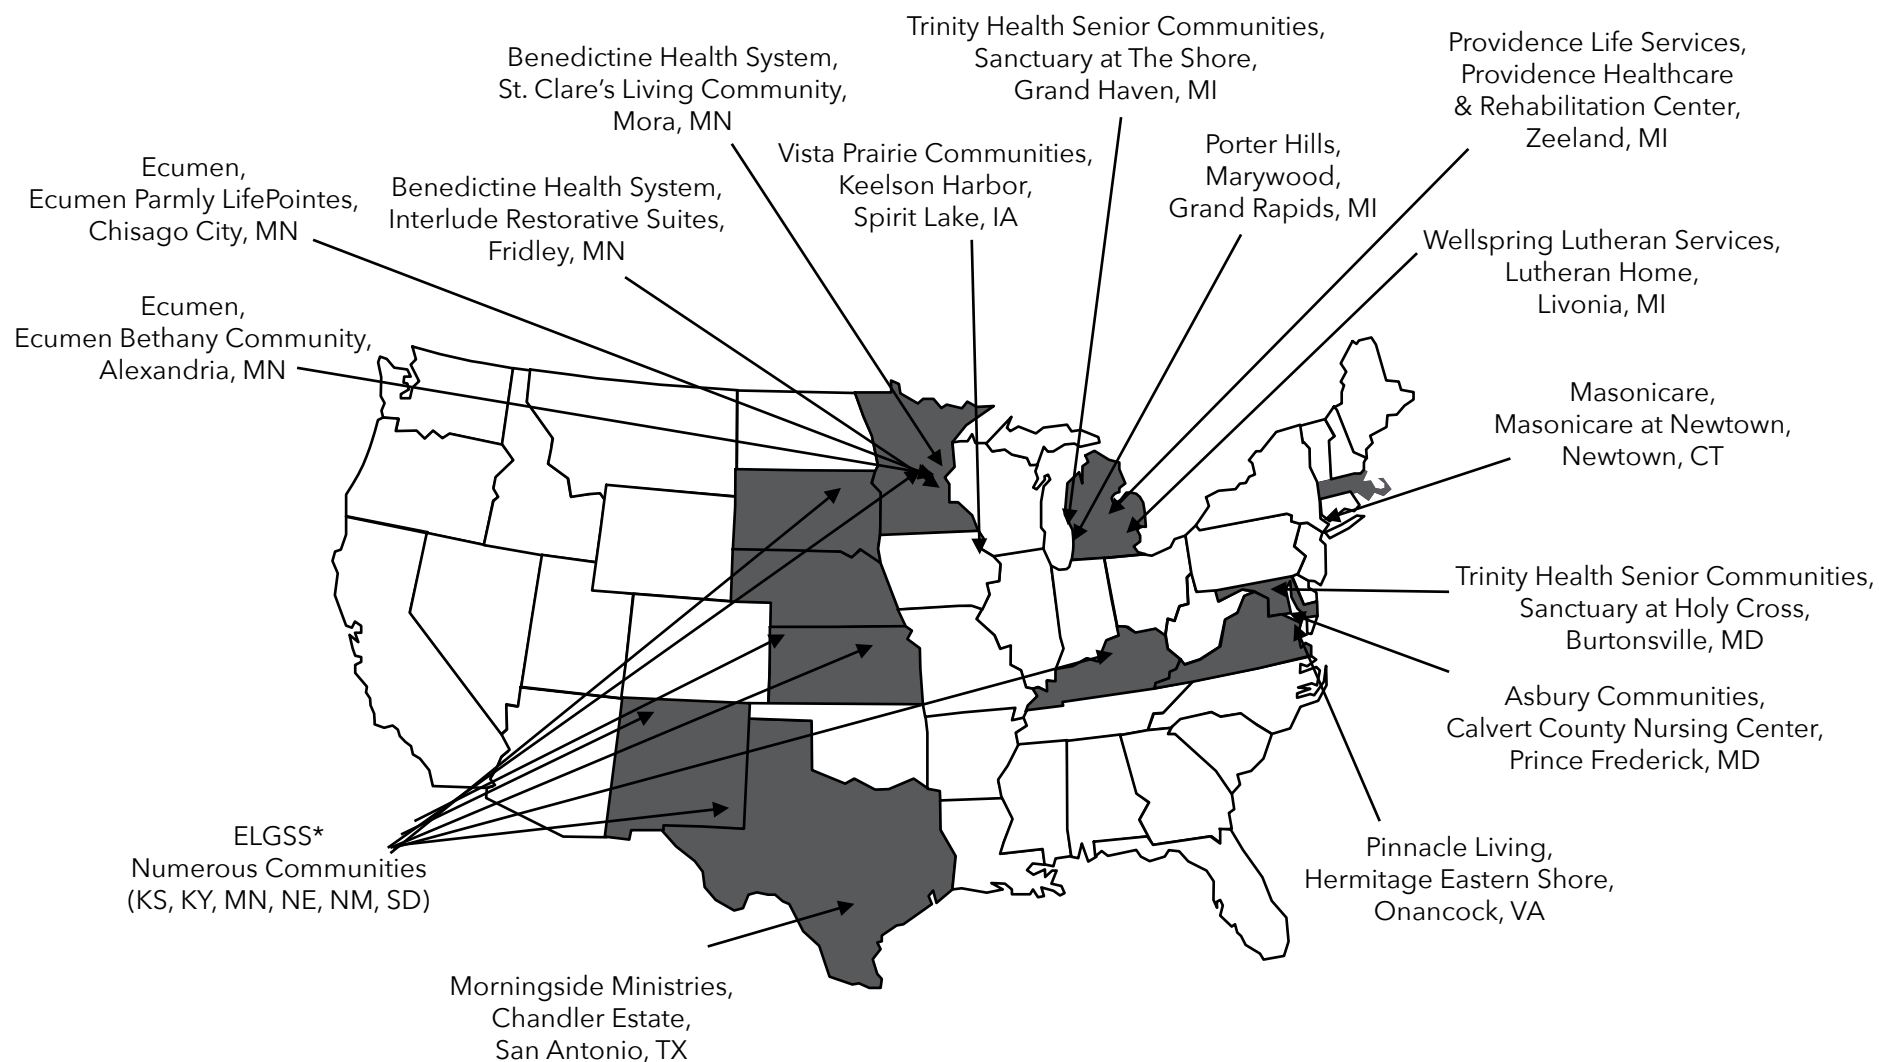 Trinity Health Senior Communities,
Sanctuary at The Shore,
Grand Haven, MI
Providence Life Services,
Providence Healthcare
& Rehabilitation Center,
Zeeland, MI
Benedictine Health System,
St. Clare’s Living Community,
Mora, MN
Porter Hills,
Marywood,
Grand Rapids, MI
Vista Prairie Communities,
Keelson Harbor,
Spirit Lake, IA
Ecumen,
Ecumen Parmly LifePointes,
Chisago City, MN
Benedictine Health System,
Interlude Restorative Suites,
Fridley, MN
Wellspring Lutheran Services,
Lutheran Home,
Livonia, MI
Ecumen,
Ecumen Bethany Community,
Alexandria, MN
Masonicare,
Masonicare at Newtown,
Newtown, CT
Trinity Health Senior Communities,
Sanctuary at Holy Cross,
Burtonsville, MD
Asbury Communities,
Calvert County Nursing Center,
Prince Frederick, MD
ELGSS*
Numerous Communities
(KS, KY, MN, NE, NM, SD)
Pinnacle Living,
Hermitage Eastern Shore,
Onancock, VA
Morningside Ministries,
Chandler Estate,
San Antonio, TX